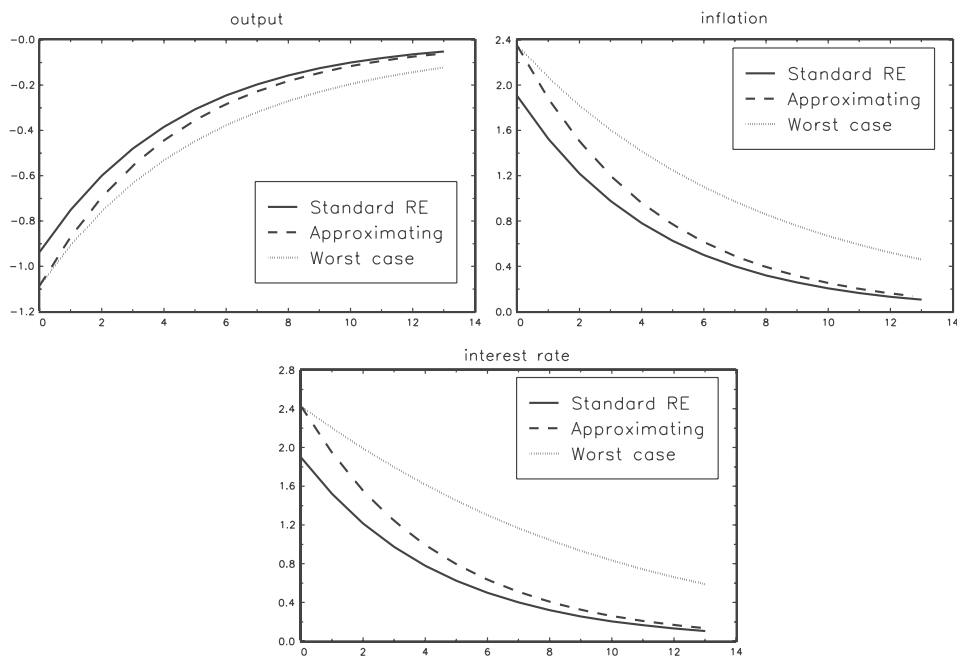 output
-0.0
-0.2
-0.4
-0.6
-0.8
-1.0
-1.2
0 2 4 6 8 10 12 14
Standard RE
Approximating
Worst case
inflation
2.4
2.0
1.6
1.2
0.8
0.4
0.0
0 2 4 6 8 10 12 14
Standard RE
Approximating
Worst case
interest rate
2.8
2.4
2.0
1.6
1.2
0.8
0.4
0.0
0 2 4 6 8 10 12 14
Standard RE
Approximating
Worst case